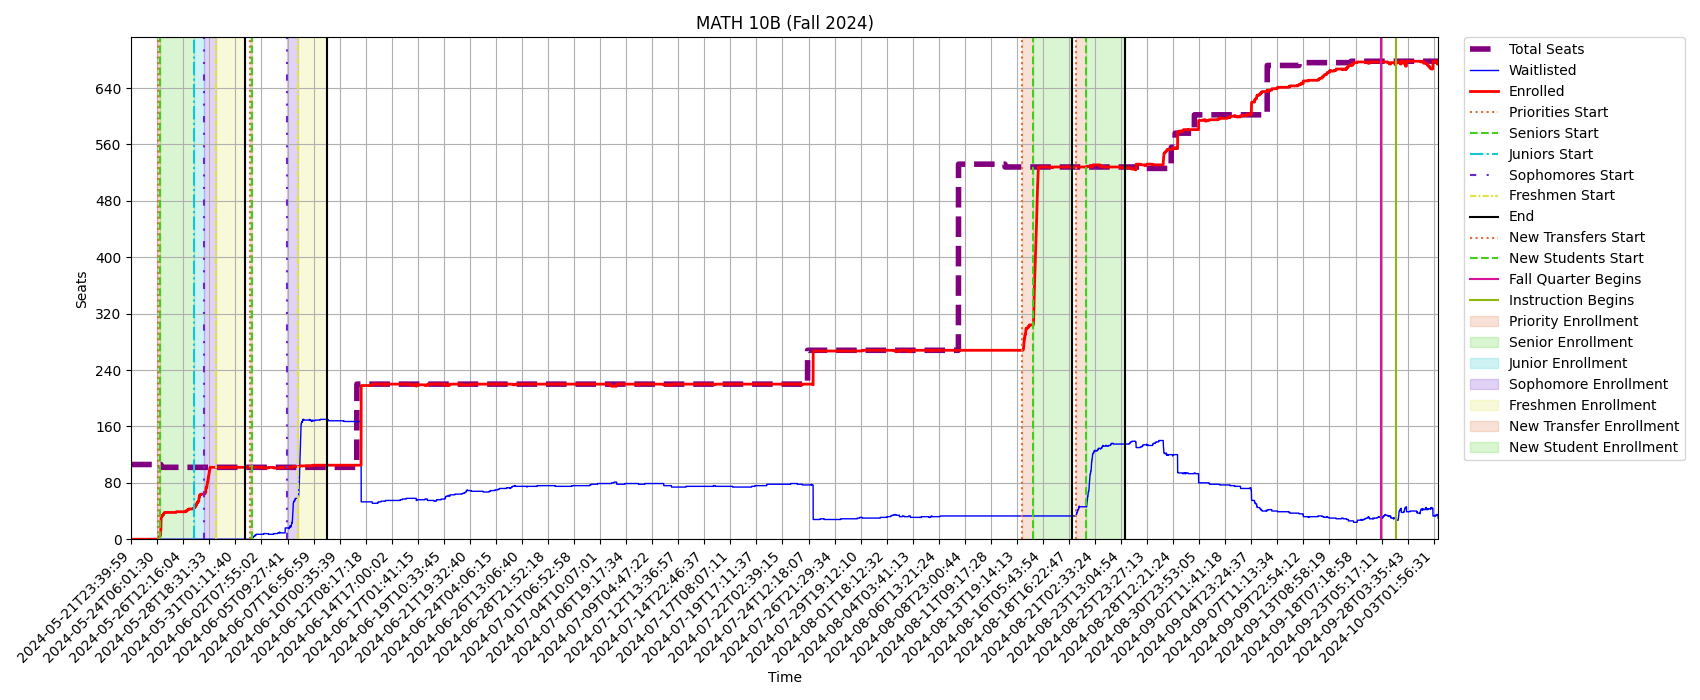 MATH 10B (Fall 2024)
Seats
640
560
480
400
320
240
160
80
0
2024-05-21T23:39:59
2024-05-24T06:01:30
2024-05-26T12:16:04
2024-05-28T18:31:33
2024-05-31T01:11:40
2024-06-02T07:55:02
2024-06-05T09:27:41
2024-06-07T16:56:59
2024-06-10T00:35:39
2024-06-12T08:17:18
2024-06-14T17:00:02
2024-06-17T01:41:15
2024-06-19T10:33:45
2024-06-21T19:32:40
2024-06-24T04:06:15
2024-06-26T13:06:40
2024-06-28T21:52:18
2024-07-01T06:52:58
2024-07-04T10:07:01
2024-07-06T19:17:34
2024-07-09T04:47:22
2024-07-12T13:36:57
2024-07-14T22:46:37
2024-07-17T08:07:11
2024-07-19T17:11:37
2024-07-22T02:39:15
2024-07-24T12:18:07
2024-07-26T21:29:34
2024-07-29T19:12:10
2024-08-01T18:12:32
2024-08-04T03:41:13
2024-08-06T13:21:24
2024-08-08T23:00:44
2024-08-11T09:17:28
2024-08-13T19:14:13
2024-08-16T05:43:54
2024-08-18T16:22:47
2024-08-21T02:33:24
2024-08-23T13:04:54
2024-08-25T23:27:13
2024-08-28T12:21:24
2024-08-30T23:53:05
2024-09-02T11:41:18
2024-09-04T23:24:37
2024-09-07T11:13:34
2024-09-09T22:54:12
2024-09-13T08:58:19
2024-09-18T07:18:58
2024-09-23T05:17:11
2024-09-28T03:35:43
2024-10-03T01:56:31
Time
Total Seats
Waitlisted
Enrolled
Priorities Start
Seniors Start
Juniors Start
Sophomores Start
Freshmen Start
End
New Transfers Start
New Students Start
Fall Quarter Begins
Instruction Begins
Priority Enrollment
Senior Enrollment
Junior Enrollment
Sophomore Enrollment
Freshmen Enrollment
New Transfer Enrollment
New Student Enrollment